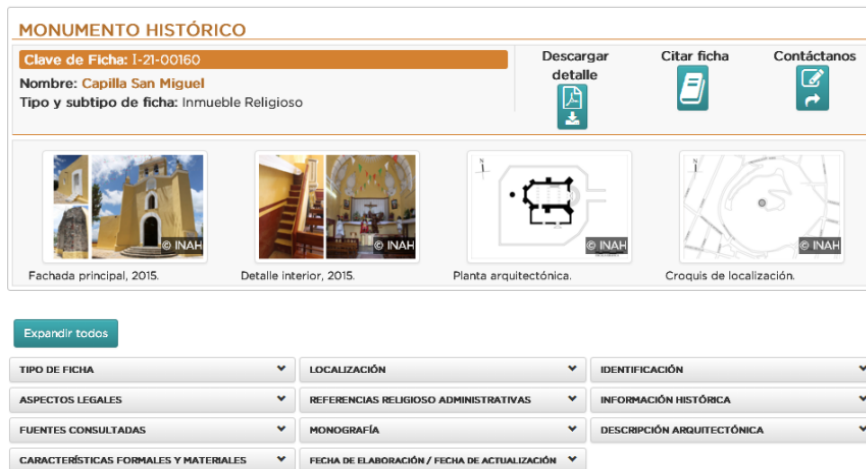 MONUMENTO HISTÓRICO
Clave de Ficha: I-21-00160
Nombre: Capilla San Miguel
Tipo y subtipo de ficha: Inmueble Religioso
Descargar
detalle
Citar ficha
Contáctanos
© INAH
© INAH
N
© INAH
N
© INAH
Fachada principal, 2015.
Detalle interior, 2015.
Planta arquitectónica.
Croquis de localización.
Expandir todos
TIPO DE FICHA
LOCALIZACIÓN
IDENTIFICACIÓN
ASPECTOS LEGALES
REFERENCIAS RELIGIOSO ADMINISTRATIVAS
INFORMACIÓN HISTÓRICA
FUENTES CONSULTADAS
MONOGRAFÍA
DESCRIPCIÓN ARQUITECTÓNICA
CARACTERÍSTICAS FORMALES Y MATERIALES
FECHA DE ELABORACIÓN / FECHA DE ACTUALIZACIÓN